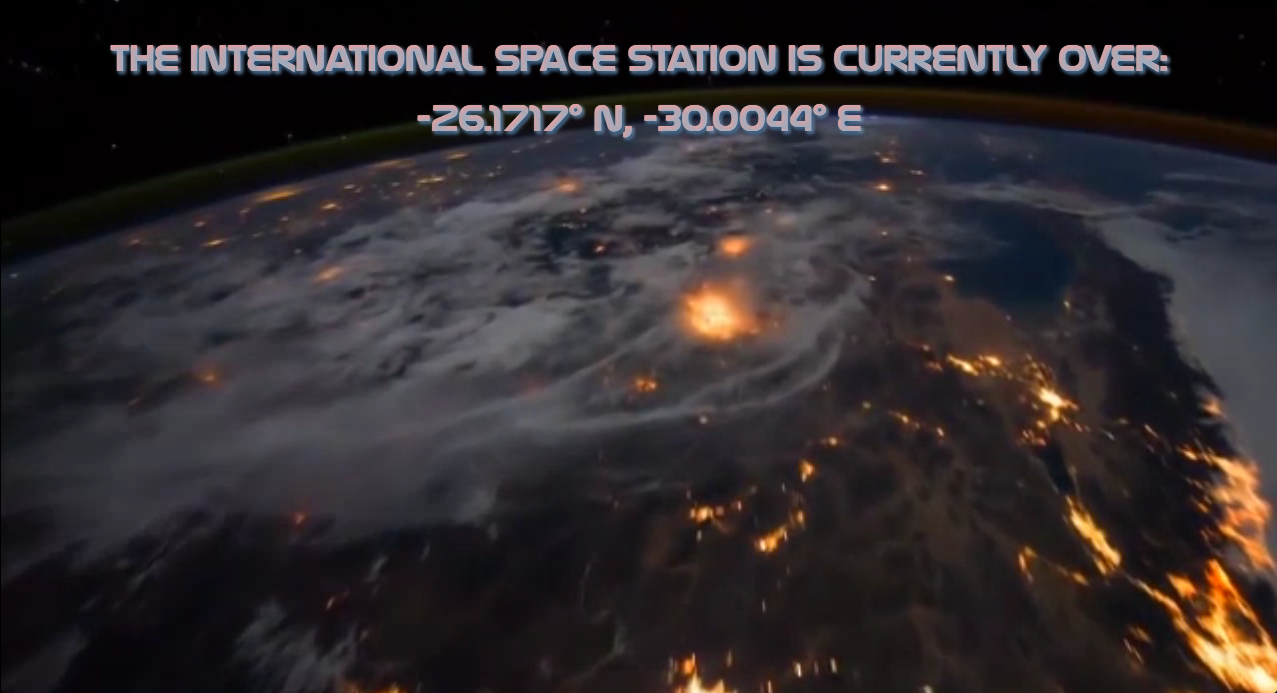 THE INTERNATIONAL SPACE STATION IS CURRENTLY OVER:
-26.1717° N, -30.0044° E